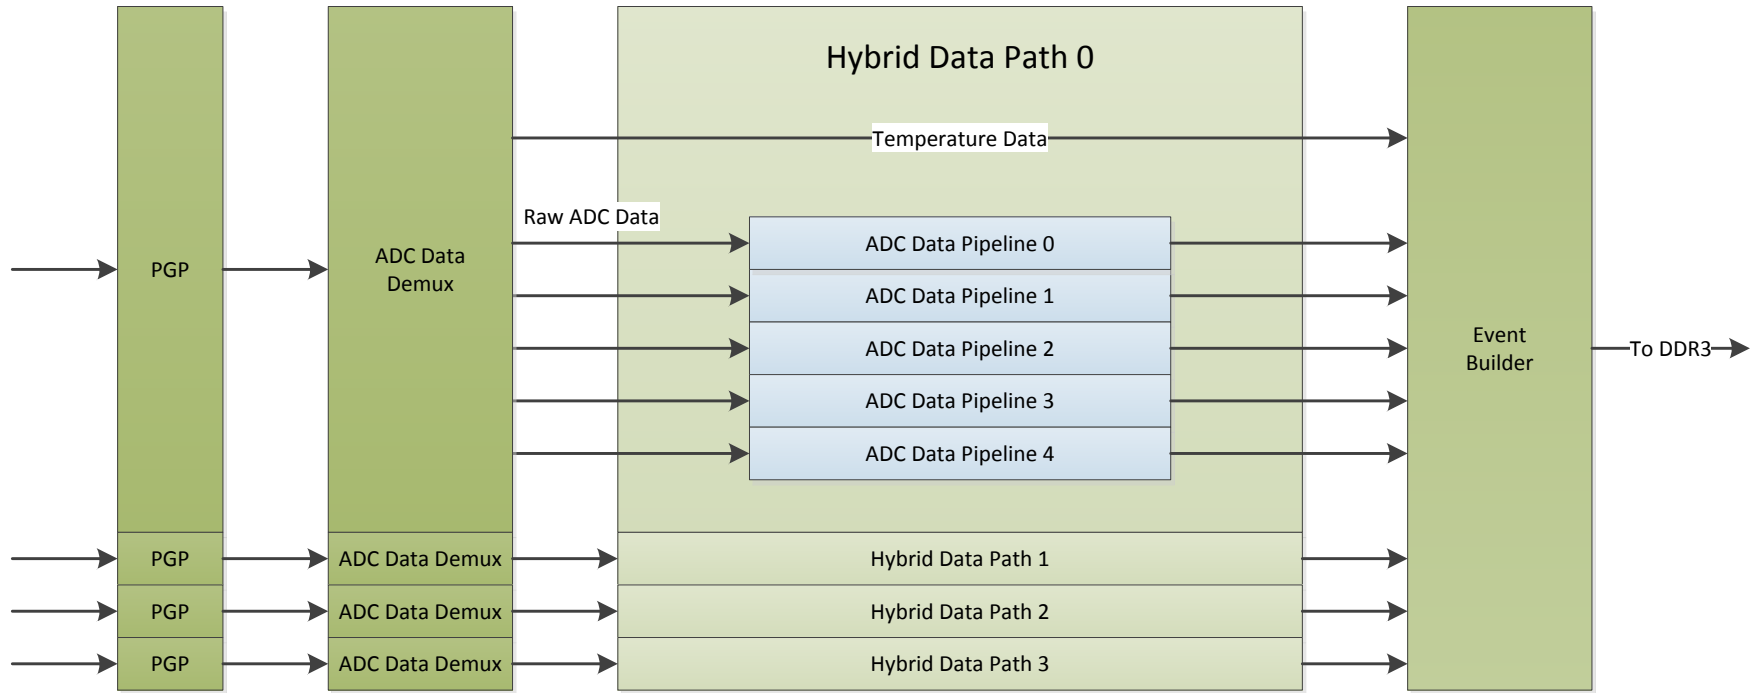 Hybrid Data Path 0
Temperature Data
Raw ADC Data
PGP
ADC Data
Demux
ADC Data Pipeline 0
ADC Data Pipeline 1
ADC Data Pipeline 2
ADC Data Pipeline 3
ADC Data Pipeline 4
Event
Builder
To DDR3
PGP
ADC Data Demux
Hybrid Data Path 1
PGP
ADC Data Demux
Hybrid Data Path 2
PGP
ADC Data Demux
Hybrid Data Path 3